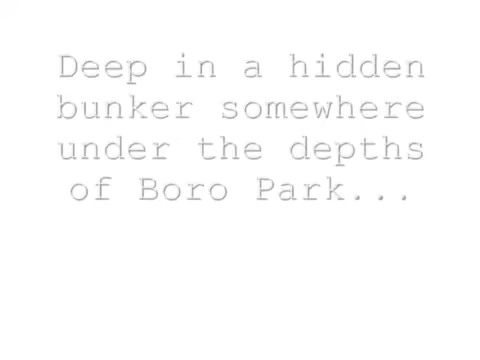 Deep in a hidden
bunker somewhere
under the depths
of Boro Park...